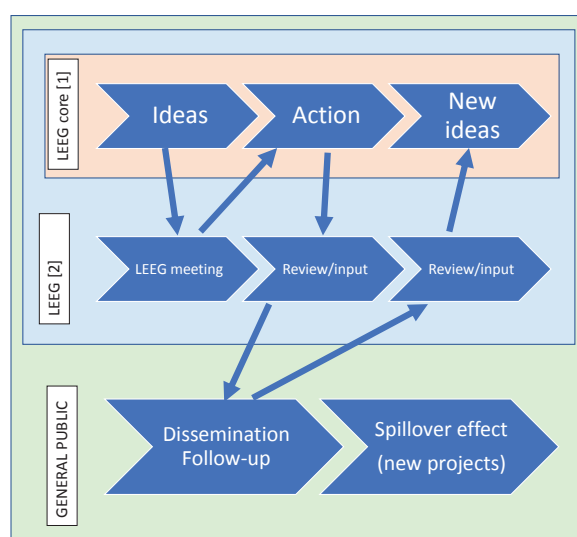 LEEG core [1]
Ideas
Action
New
ideas
LEEG [2]
LEEG meeting
Review/input
Review/input
GENERAL PUBLIC
Dissemination
Follow-up
Spillover effect
(new projects)